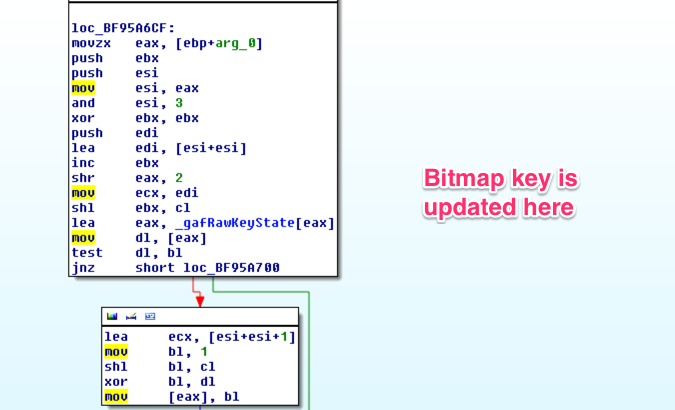 loc_BF95A6CF:
movzx eax, [ebp+arg_0]
push ebx
push esi
mov esi, eax
and esi, 3
xor ebx, ebx
push edi
lea edi, [esi+esi]
inc ebx
shr eax, 2
mov ecx, edi
shl ebx, cl
lea eax, _gafRawKeyState[eax]
mov dl, [eax]
test dl, bl
jnz short loc_BF95A700
Bitmap key is
updated here
lea ecx, [esi+esi+1]
mov bl, 1
shl bl, cl
xor bl, dl
mov [eax], bl